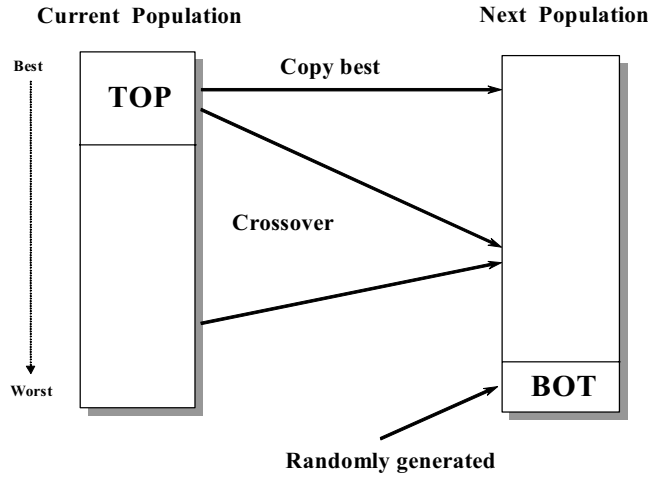 Current Population
Next Population
Best
TOP
Copy best
Crossover
Worst
BOT
Randomly generated